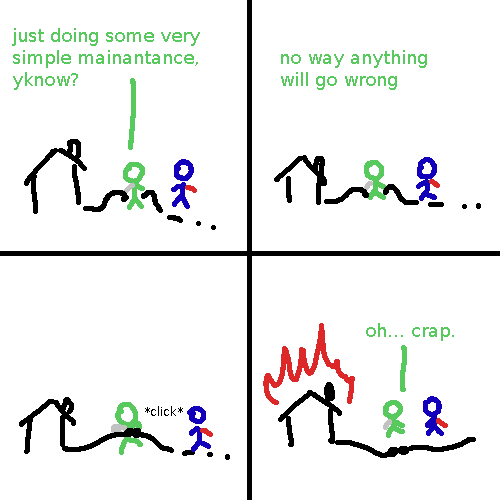 just doing some very
simple mainantance,
yknow?
no way anything
will go wrong
*click*
oh... crap.